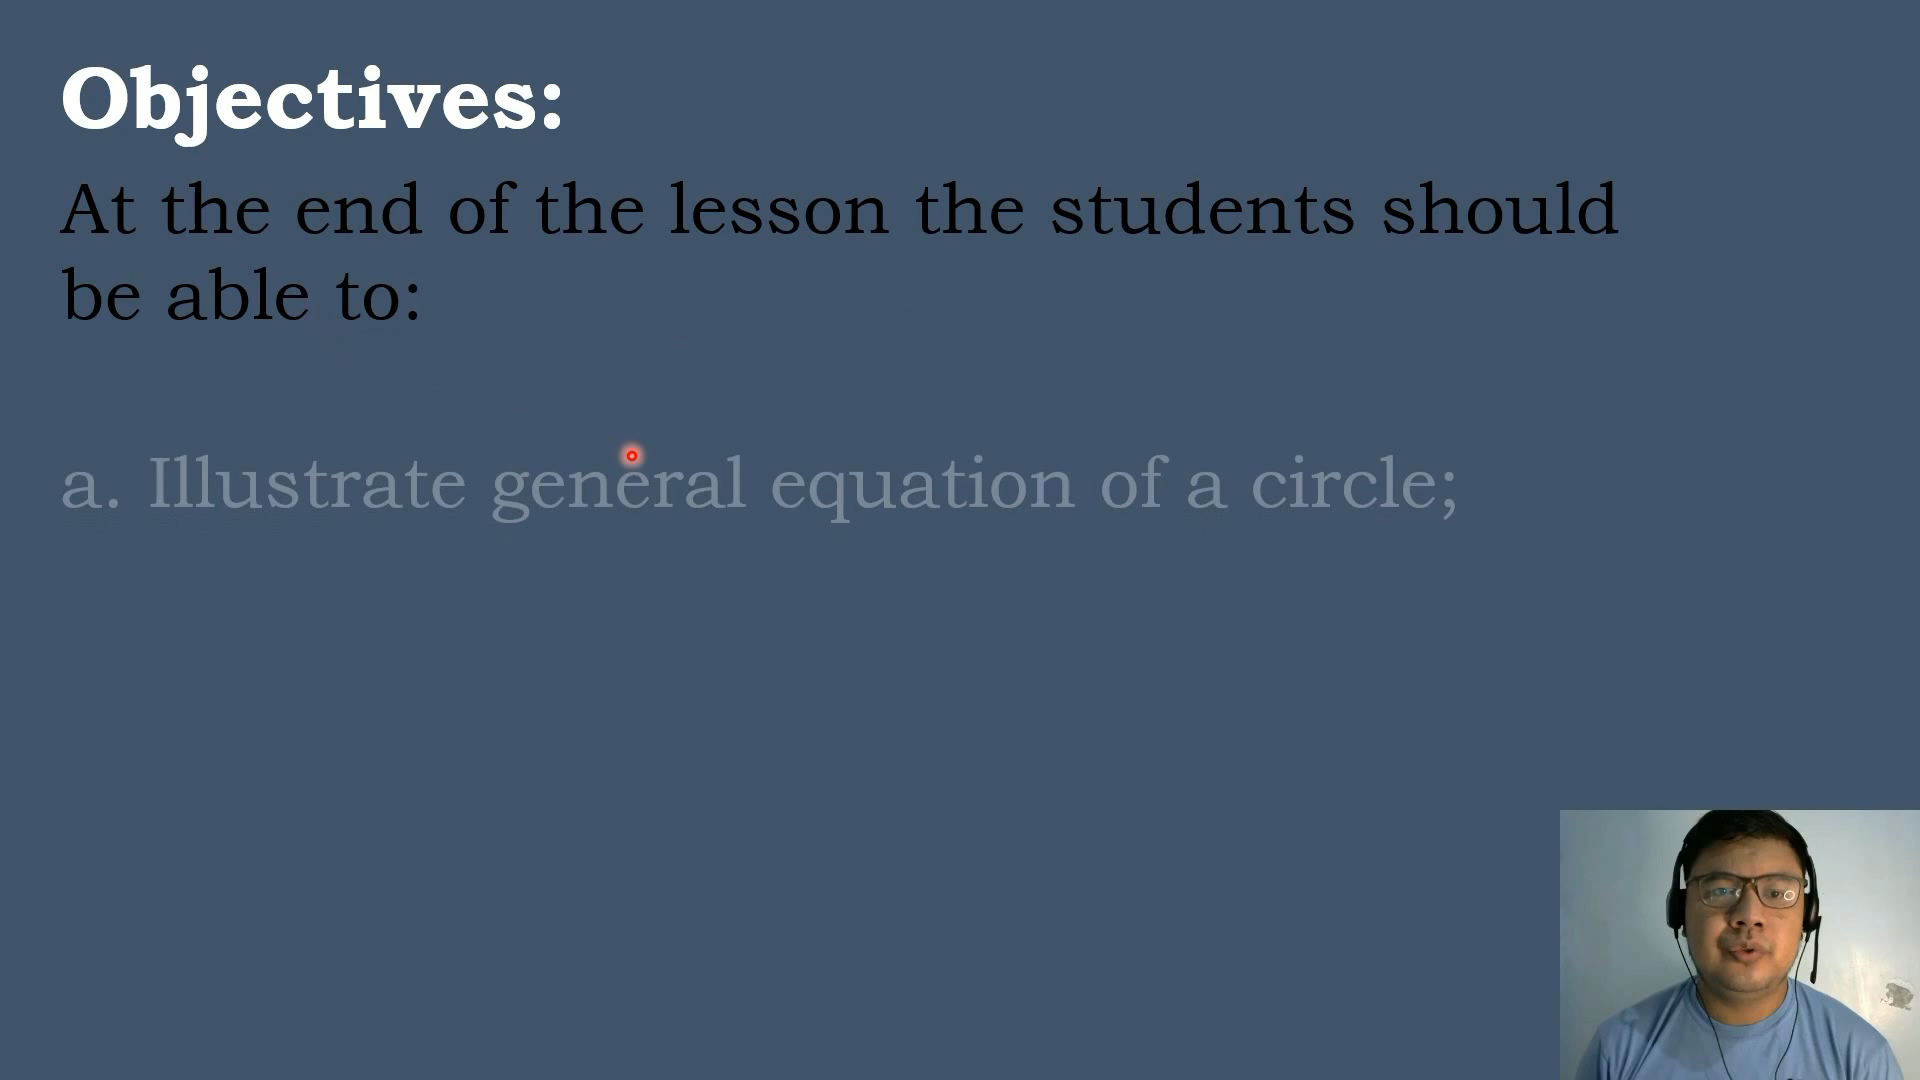 Objectives:
At the end of the lesson the students should
be able to:
a. Illustrate general equation of a circle;